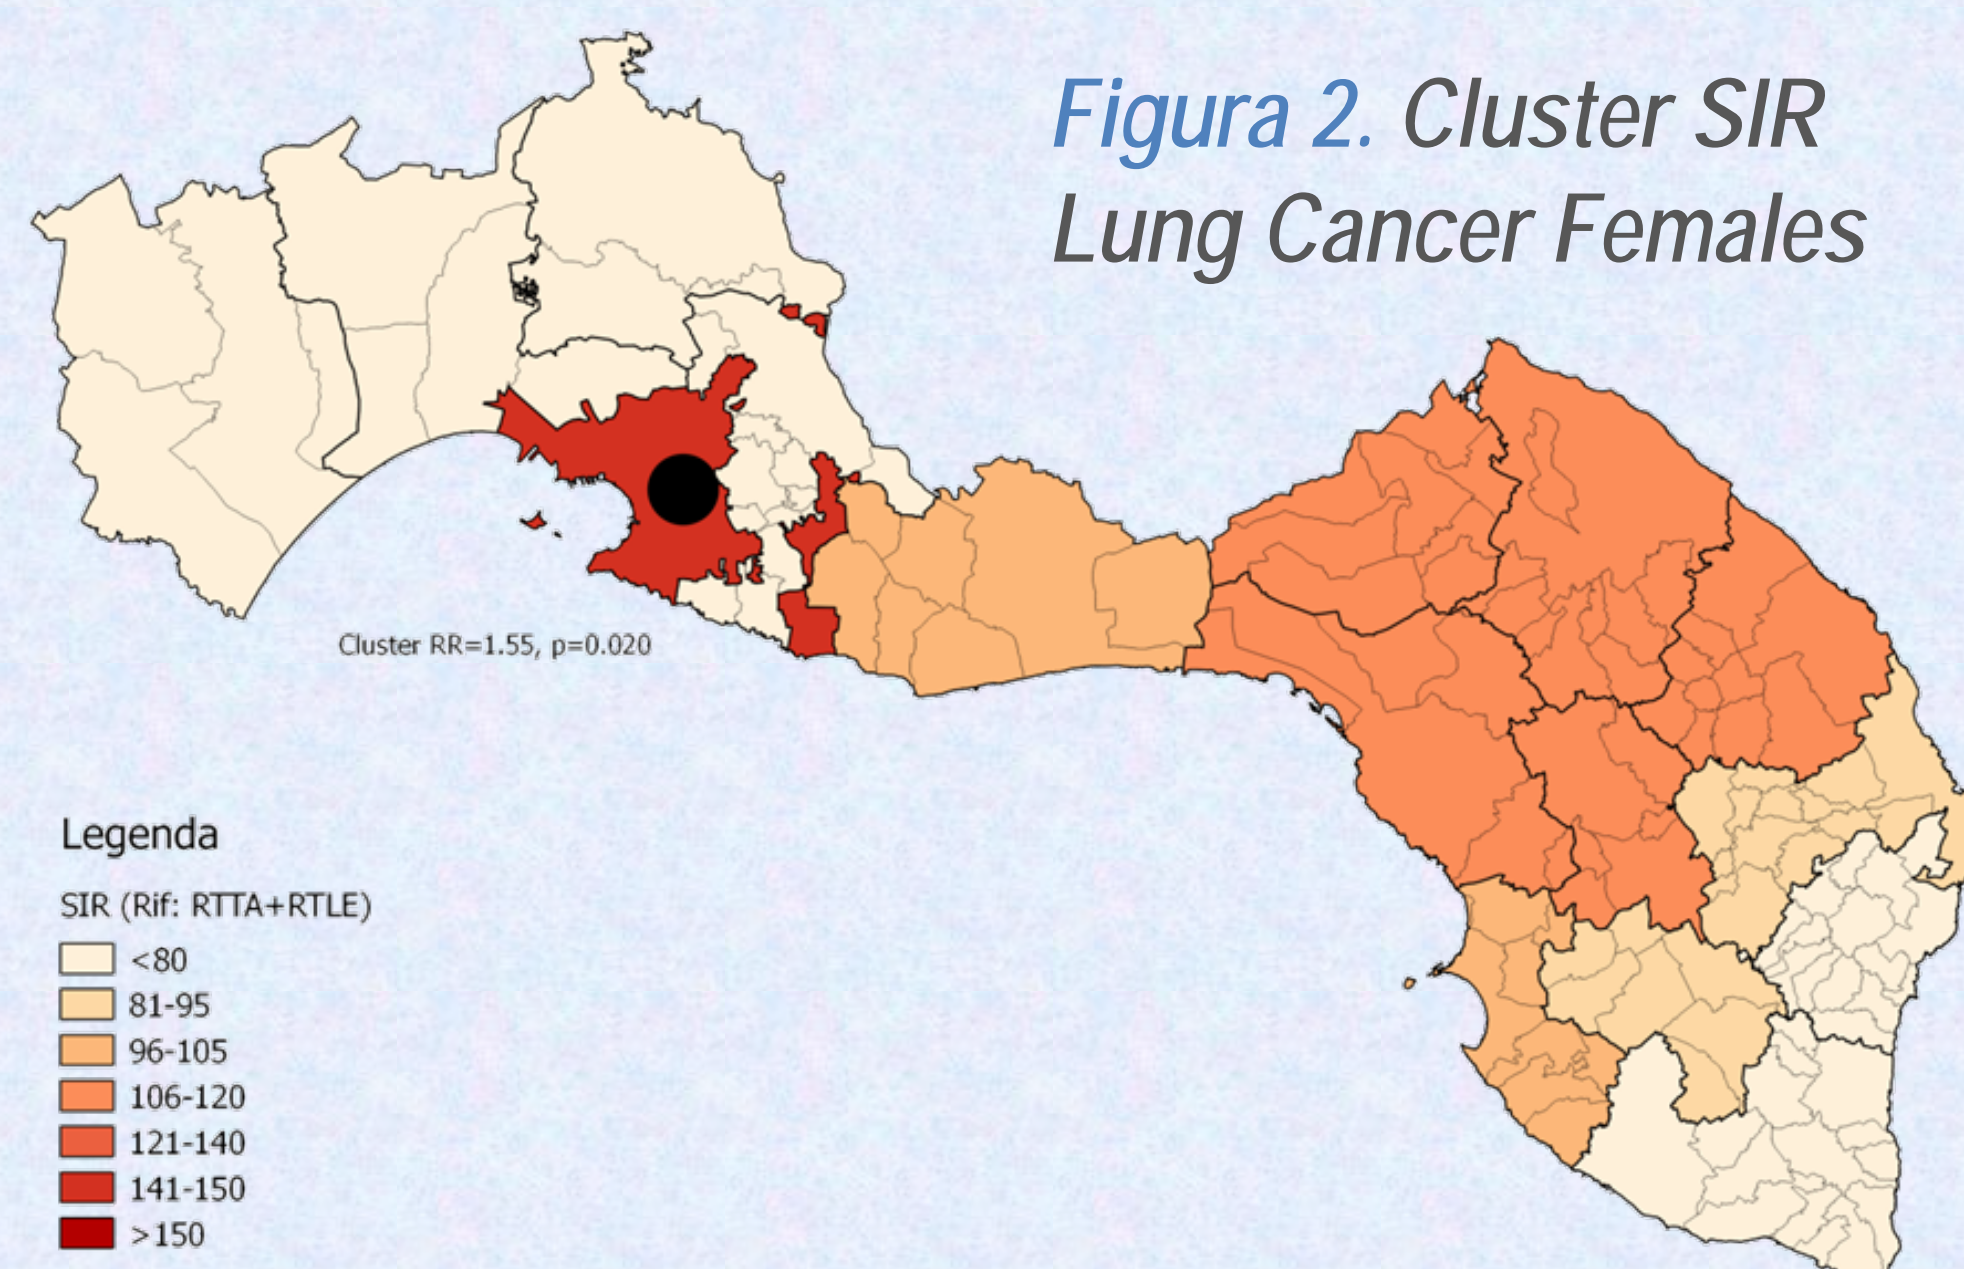 Figura 2. Cluster SIR
Lung Cancer Females
Cluster RR=1.55, p=0.020
Legenda
SIR (Rif: RTTA+RTLE)
<80
81-95
96-105
106-120
121-140
141-150
>150